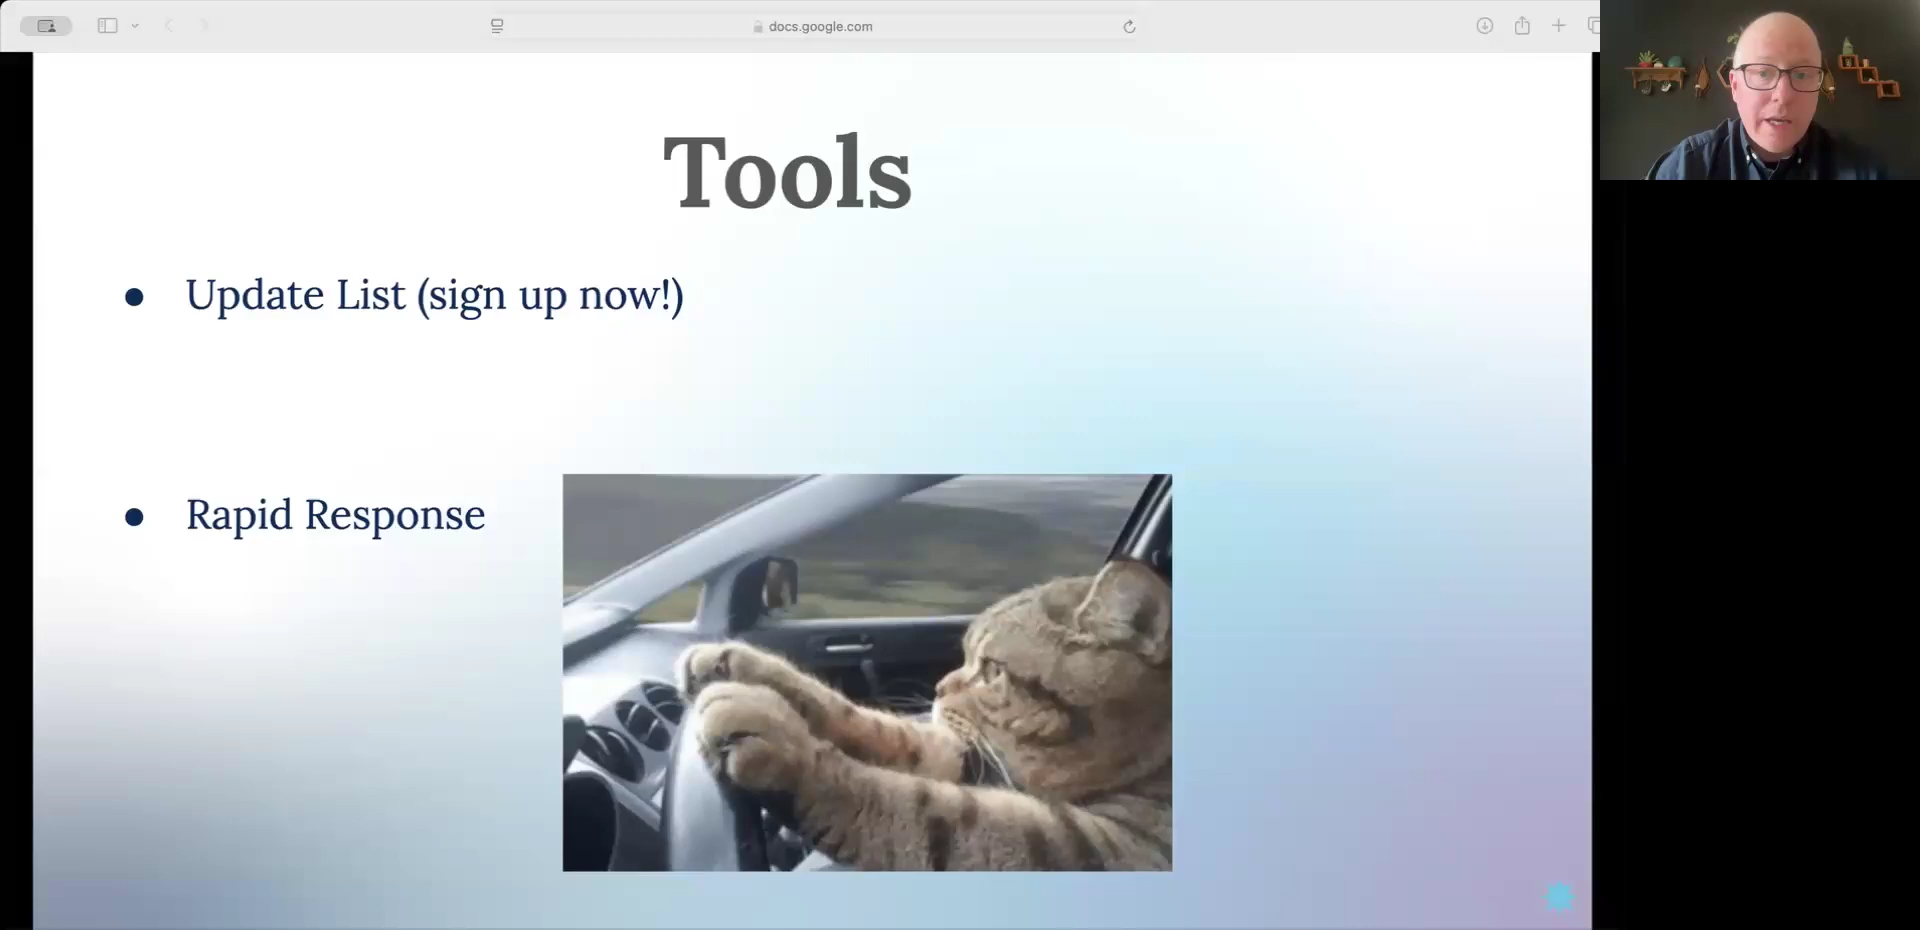 docs.google.com
Tools
● Update List (sign up now!)
● Rapid Response